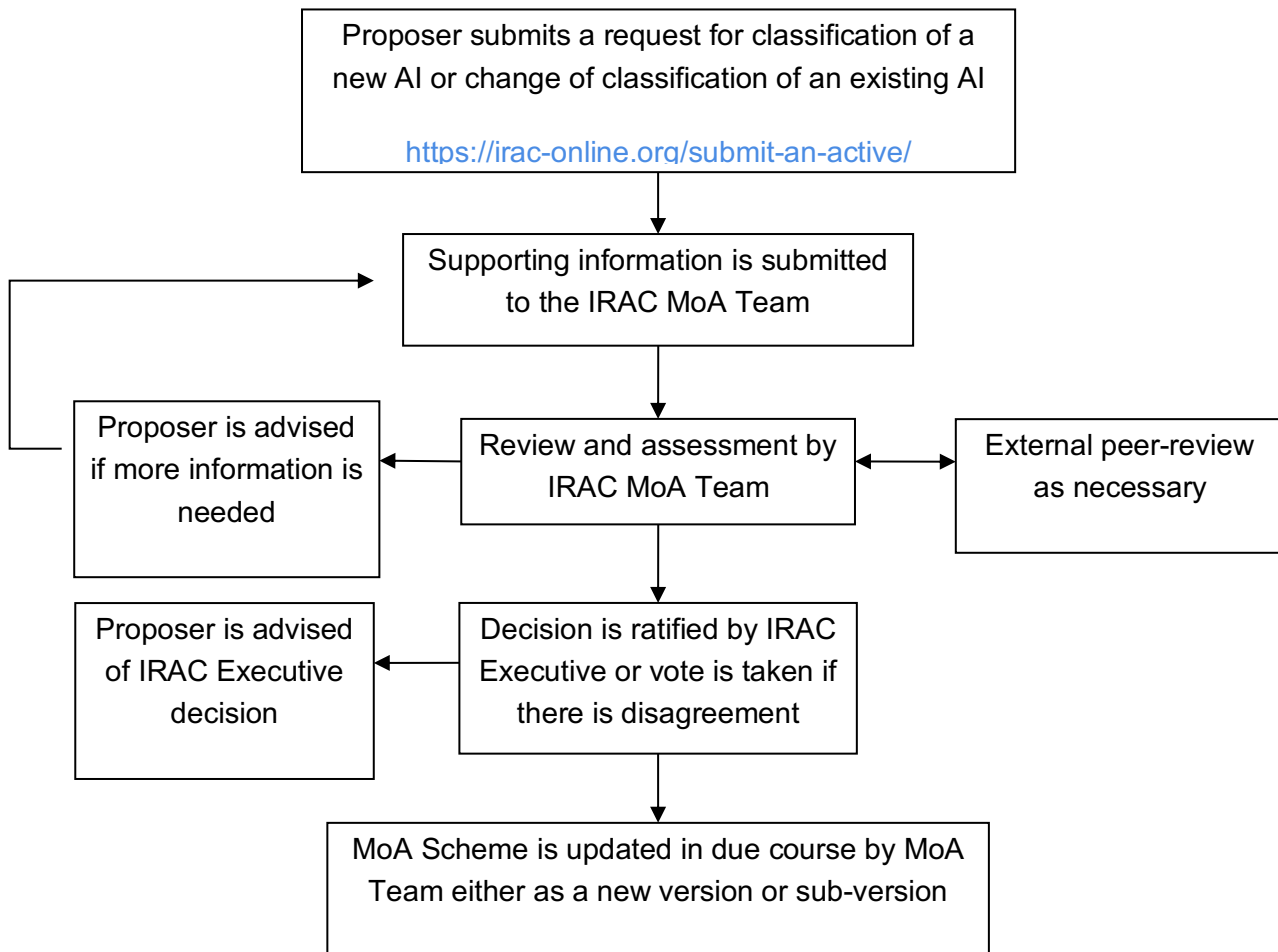 Proposer submits a request for classification of a
new AI or change of classification of an existing AI
https://irac-online.org/submit-an-active/
Supporting information is submitted
to the IRAC MoA Team
Proposer is advised
if more information is
needed
Review and assessment by
IRAC MoA Team
External peer-review
as necessary
Proposer is advised
of IRAC Executive
decision
Decision is ratified by IRAC
Executive or vote is taken if
there is disagreement
MoA Scheme is updated in due course by MoA
Team either as a new version or sub-version